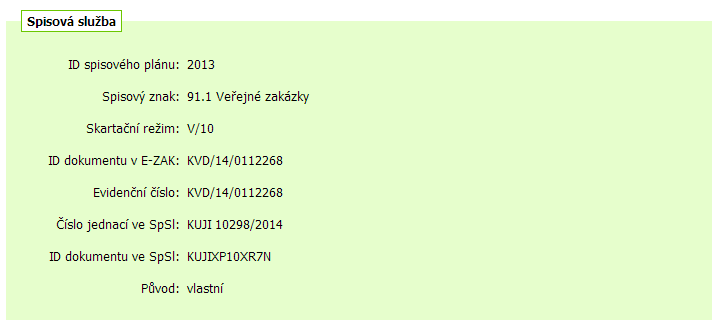 Spisová služba
ID spisového plánu: 2013
Spisový znak: 91.1 Veřejné zakázky
Skartační režim: V/10
ID dokumentu v E-ZAK: KVD/14/0112268
Evidenční číslo: KVD/14/0112268
Číslo jednací ve SpSl: KUJI 10298/2014
ID dokumentu ve SpSl: KUJIXP10XR7N
Původ: vlastní